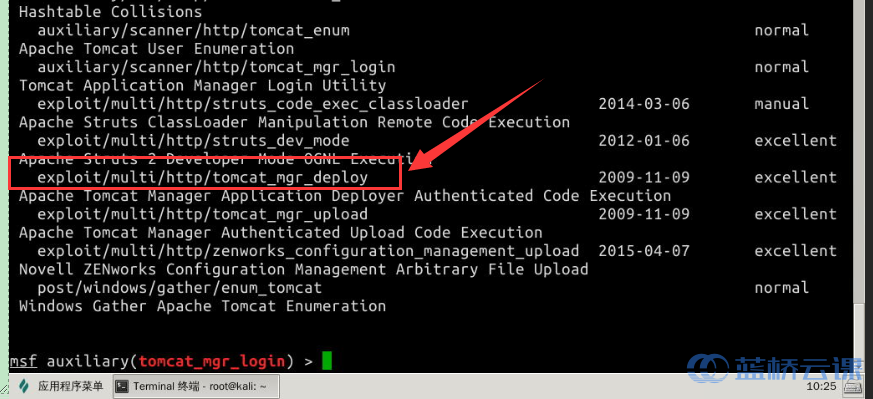 Hashtable Collisions
auxiliary/scanner/http/tomcat_enum normal
Apache Tomcat User Enumeration
auxiliary/scanner/http/tomcat_mgr_login normal
Tomcat Application Manager Login Utility
exploit/multi/http/struts_code_exec_classloader 2014-03-06 manual
Apache Struts ClassLoader Manipulation Remote Code Execution
exploit/multi/http/struts_dev_mode 2012-01-06 excellent
Apache Struts 2 Developer Mode OGNL Execution
exploit/multi/http/tomcat_mgr_deploy 2009-11-09 excellent
Apache Tomcat Manager Application Deployer Authenticated Code Execution
exploit/multi/http/tomcat_mgr_upload 2009-11-09 excellent
Apache Tomcat Manager Authenticated Upload Code Execution
exploit/multi/http/zenworks_configuration_management_upload 2015-04-07 excellent
Novell ZENworks Configuration Management Arbitrary File Upload
post/windows/gather/enum_tomcat normal
Windows Gather Apache Tomcat Enumeration
msf auxiliary(tomcat_mgr_login) >
蓝桥云课
应用程序菜单 Terminal 终端 - root@kali: ~ 10:25